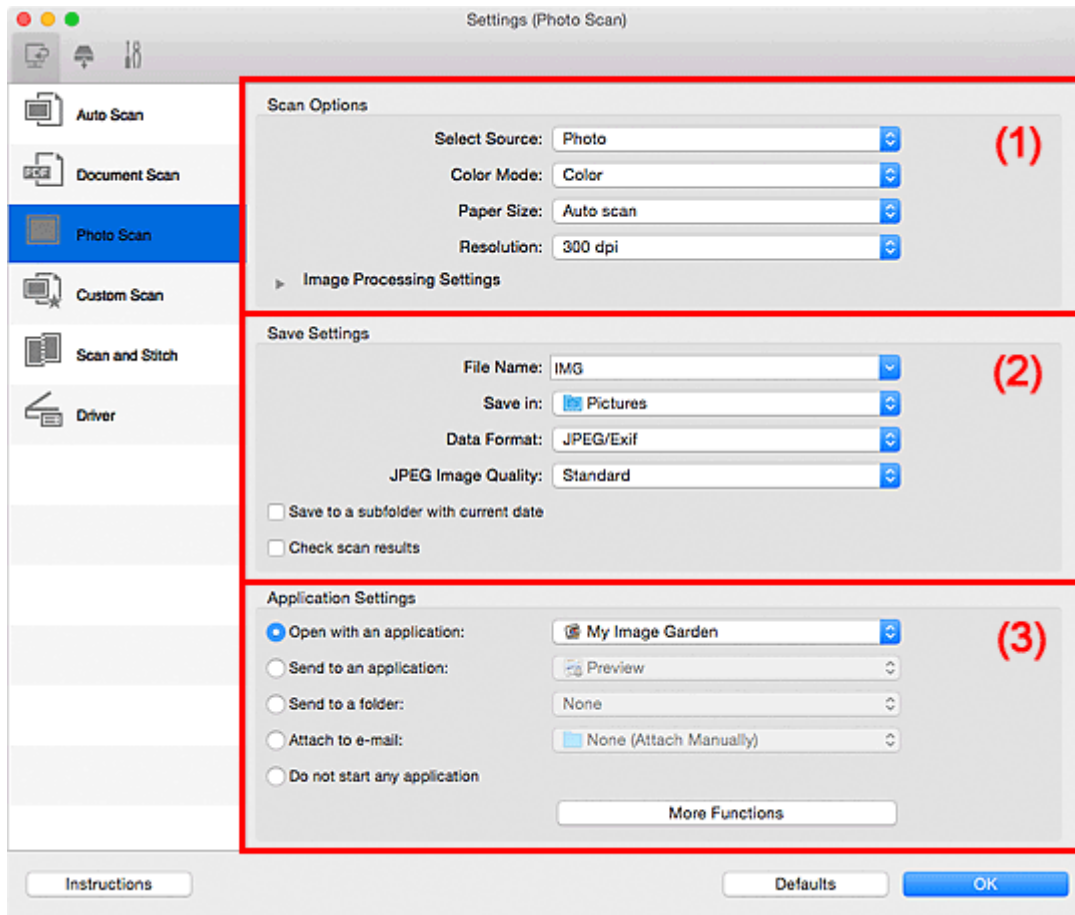 Settings (Photo Scan)
Auto Scan
PDF
Document Scan
Photo Scan
Custom Scan
Scan and Stitch
Driver
Scan Options
(1)
Select Source: Photo
Color Mode: Color
Paper Size: Auto scan
Resolution: 300 dpi
Image Processing Settings
Save Settings
(2)
File Name: IMG
Save in: Pictures
Data Format: JPEG/Exif
JPEG Image Quality: Standard
Save to a subfolder with current date
Check scan results
Application Settings
(3)
Open with an application: My Image Garden
Send to an application: Preview
Send to a folder: None
Attach to e-mail: None (Attach Manually)
Do not start any application
More Functions
Instructions Defaults OK